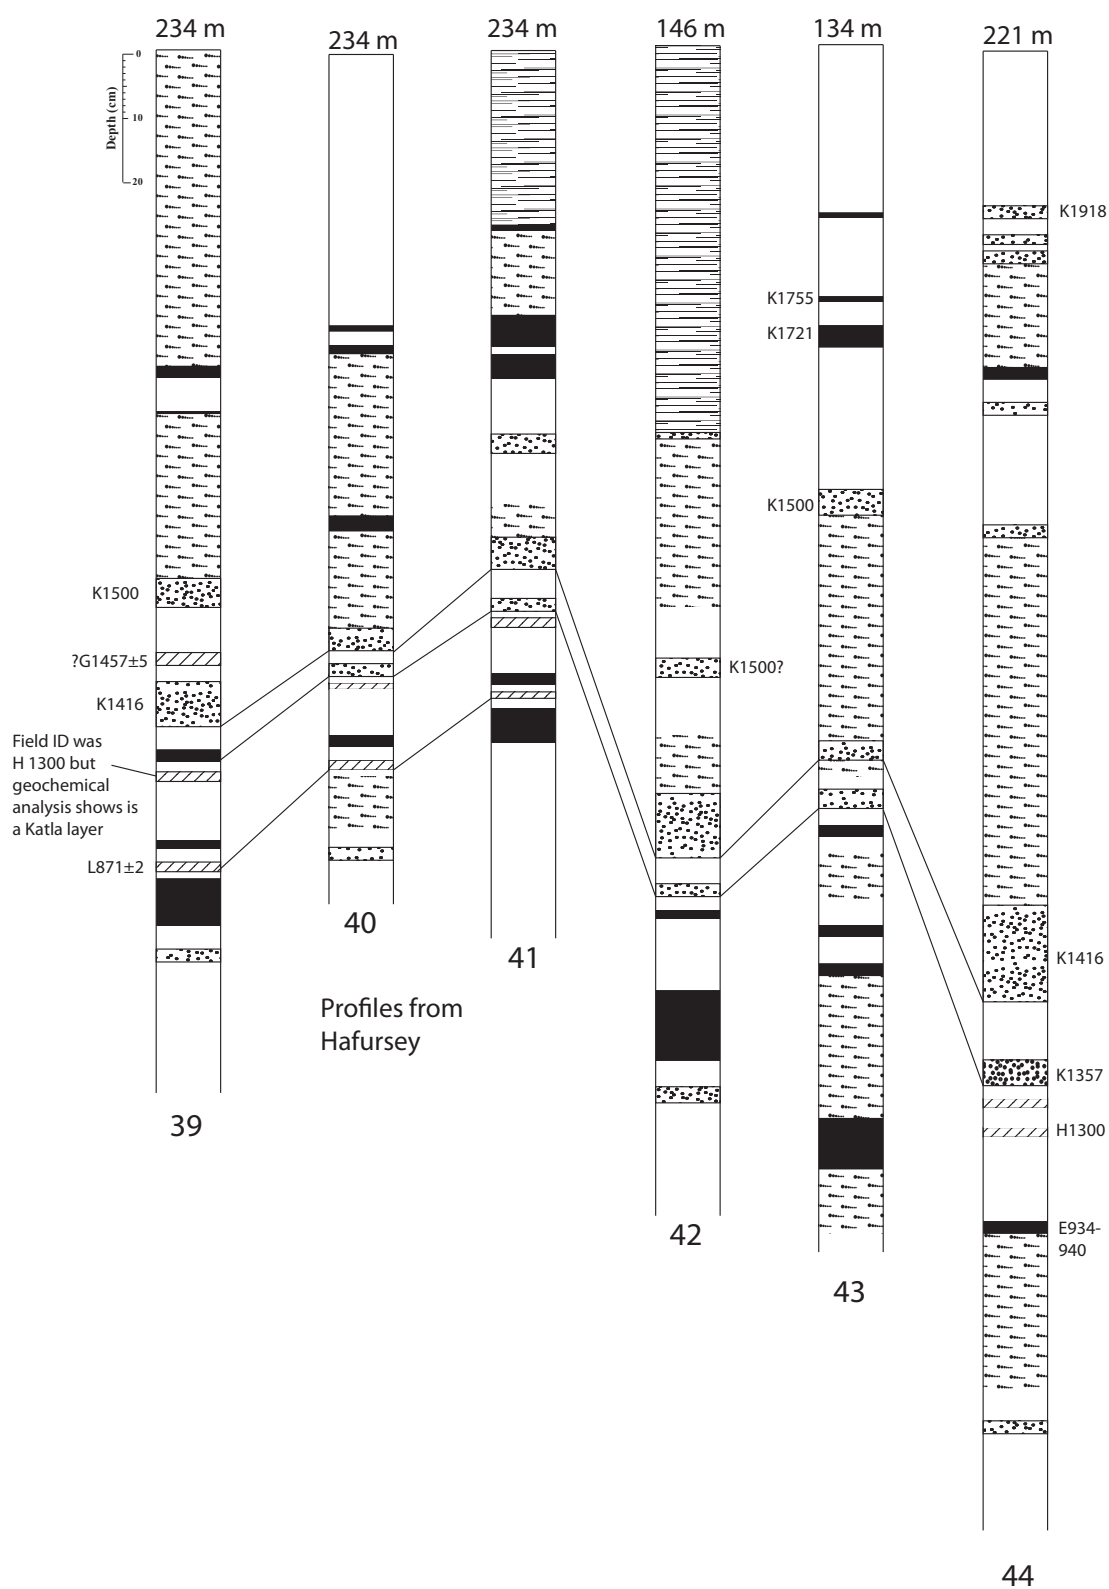 234 m
234 m
234 m
146 m
134 m
221 m
0
10
20
Depth (cm)
K1918
K1755
K1721
K1500
K1500
?G1457±5
K1500?
K1416
Field ID was
H 1300 but
geochemical
analysis shows is
a Katla layer
L871±2
K1416
K1357
H1300
E934-
940
Profiles from
Hafursey
39
40
41
42
43
44